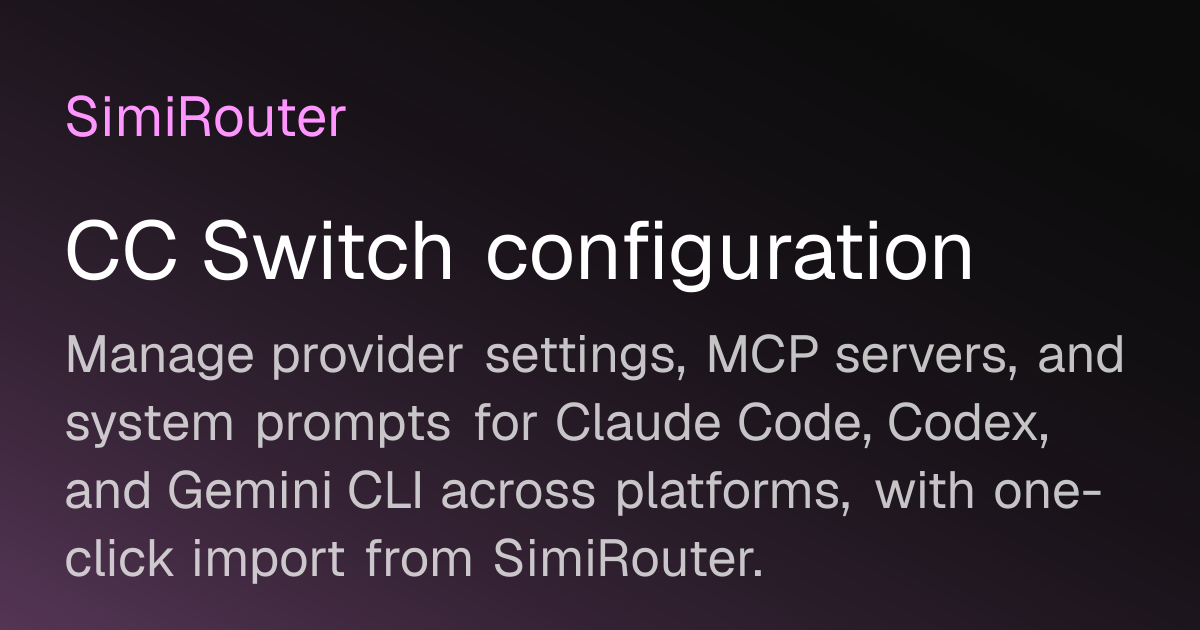 SimiRouter
CC Switch configuration
Manage provider settings, MCP servers, and
system prompts for Claude Code, Codex,
and Gemini CLI across platforms, with one-
click import from SimiRouter.